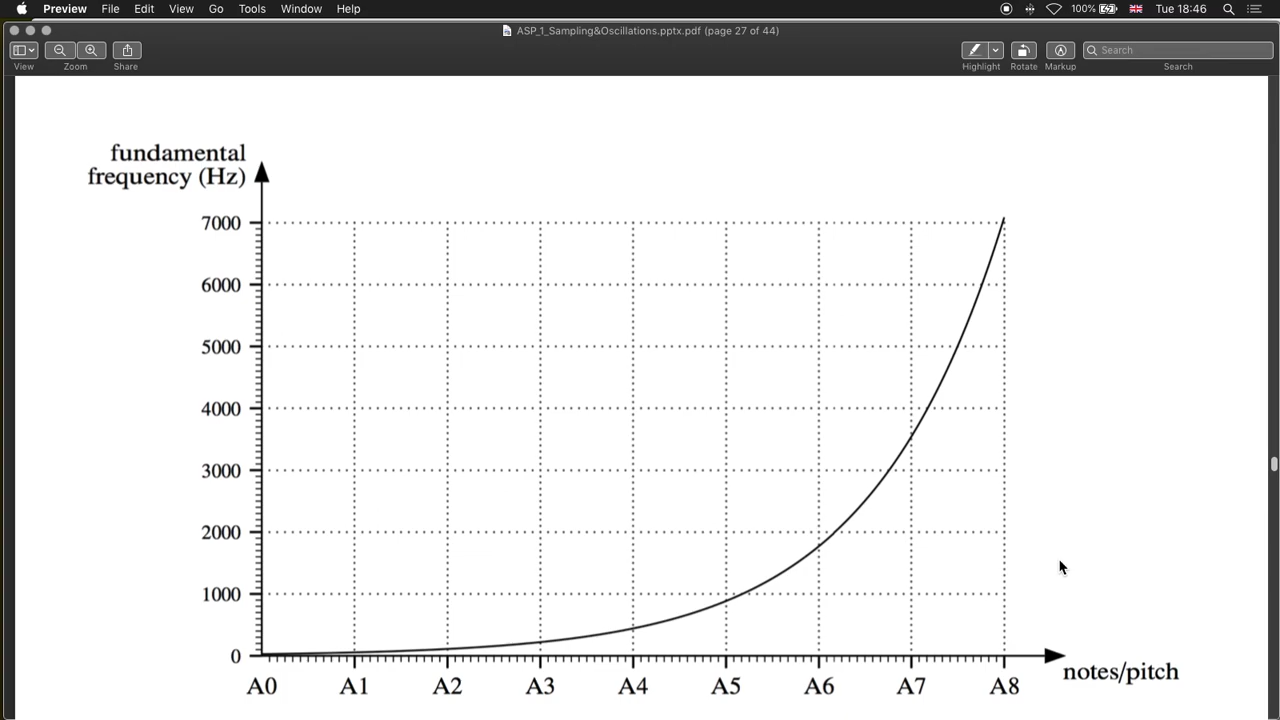 Preview File Edit View Go Tools Window Help 100% Tue 18:46
ASP_1_Sampling&Oscillations.pptx.pdf (page 27 of 44)
Search
View Zoom Share Highlight Rotate Markup Search
fundamental
frequency (Hz)
7000
6000
5000
4000
3000
2000
1000
0
A0 A1 A2 A3 A4 A5 A6 A7 A8
notes/pitch